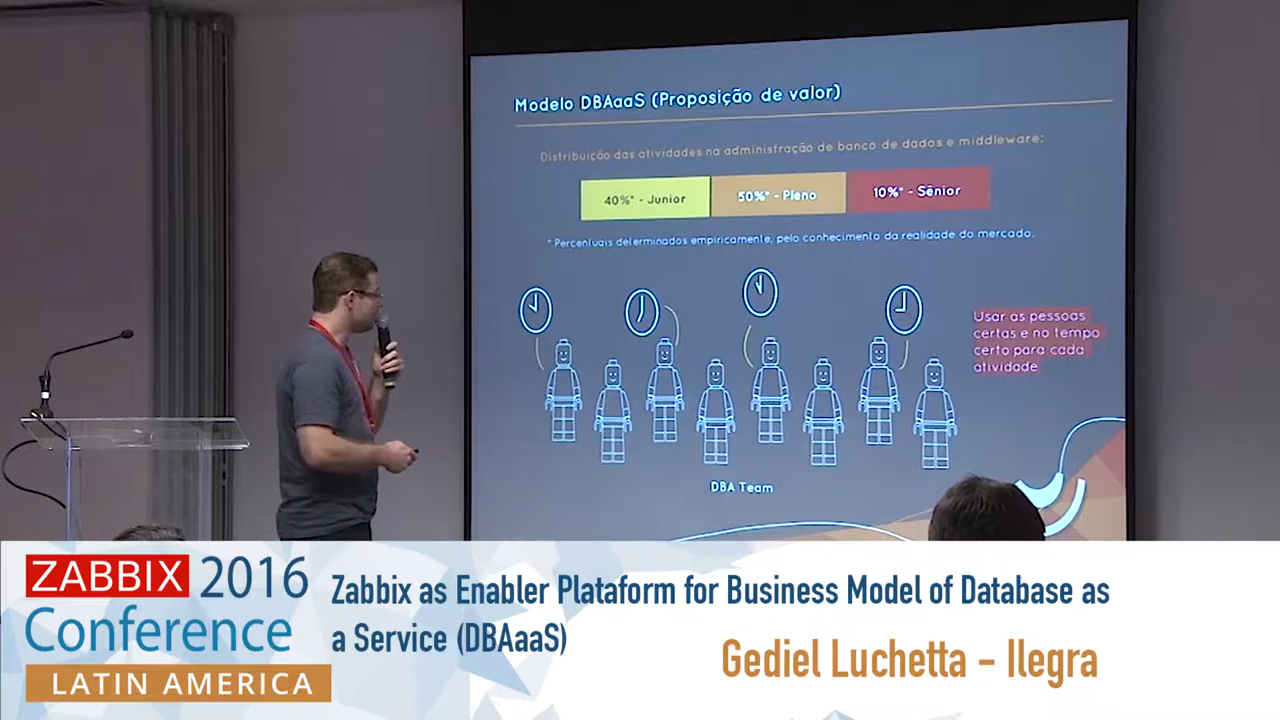 Modelo DBAaaS (Proposição de valor)
Distribuição das atividades na administração de banco de dados e middleware:
40%* - Junior
50%* - Pleno
10%* - Sênior
* Percentuais determinados empiricamente, pelo conhecimento da realidade do mercado.
Usar as pessoas
certas e no tempo
certo para cada
atividade
DBA Team
ZABBIX 2016
Conference
LATIN AMERICA
Zabbix as Enabler Plataform for Business Model of Database as
a Service (DBAaaS)
Gediel Luchetta - Ilegra